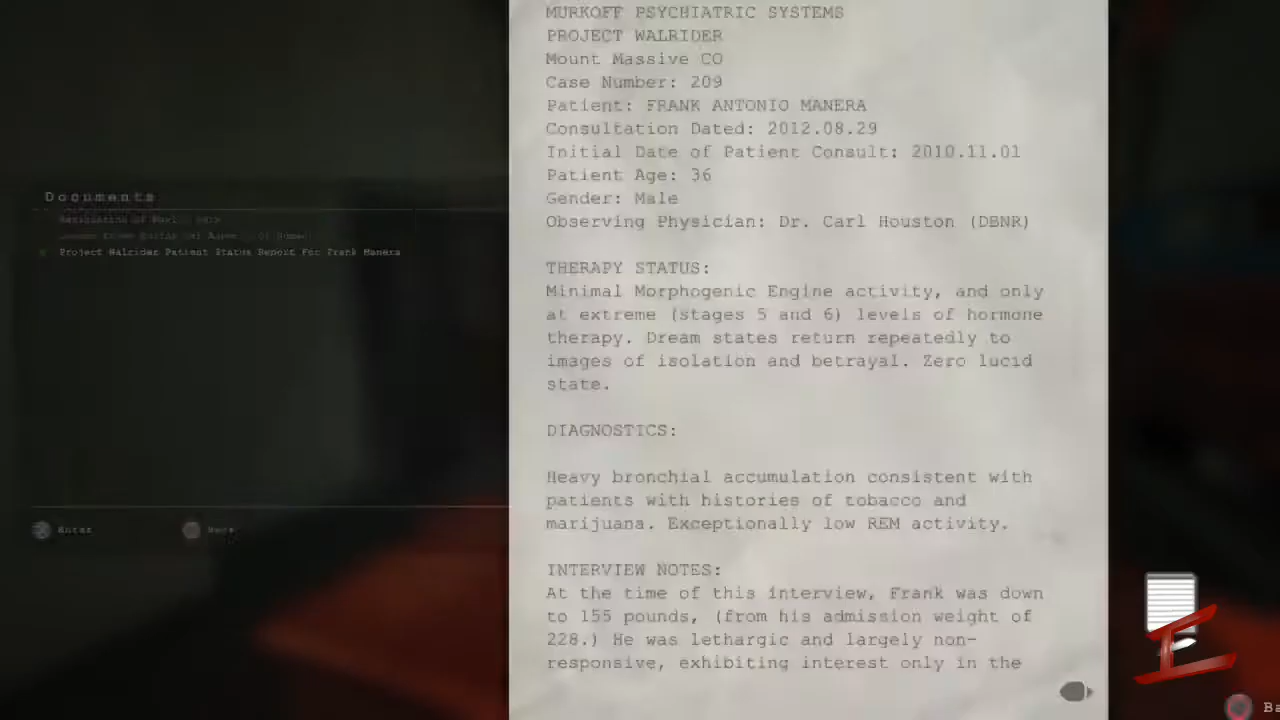 MURKOFF PSYCHIATRIC SYSTEMS
PROJECT WALRIDER
Mount Massive CO
Case Number: 209
Patient: FRANK ANTONIO MANERA
Consultation Dated: 2012.08.29
Initial Date of Patient Consult: 2010.11.01
Patient Age: 36
Gender: Male
Observing Physician: Dr. Carl Houston (DBNR)
THERAPY STATUS:
Minimal Morphogenic Engine activity, and only
at extreme (stages 5 and 6) levels of hormone
therapy. Dream states return repeatedly to
images of isolation and betrayal. Zero lucid
state.
DIAGNOSTICS:
Heavy bronchial accumulation consistent with
patients with histories of tobacco and
marijuana. Exceptionally low REM activity.
INTERVIEW NOTES:
At the time of this interview, Frank was down
to 155 pounds, (from his admission weight of
228.) He was lethargic and largely non-
responsive, exhibiting interest only in the
Documents
Project Walrider Patient Status Report For Frank Manera
Enter
Back
Ba